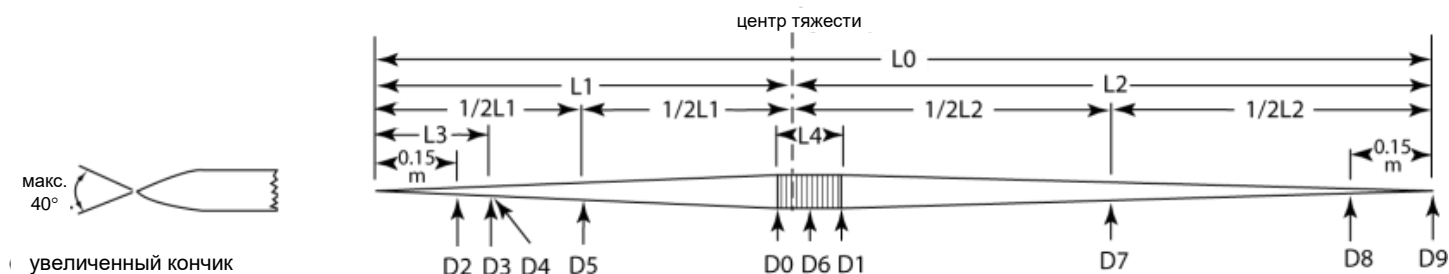 центр тяжести
L0
L1 L2
1/2L1 1/2L1 1/2L2 1/2L2
L3 L4
0.15 m 0.15 m
макс. 40°
увеличенный кончик
D2 D3 D4 D5 D0 D6 D1 D7 D8 D9